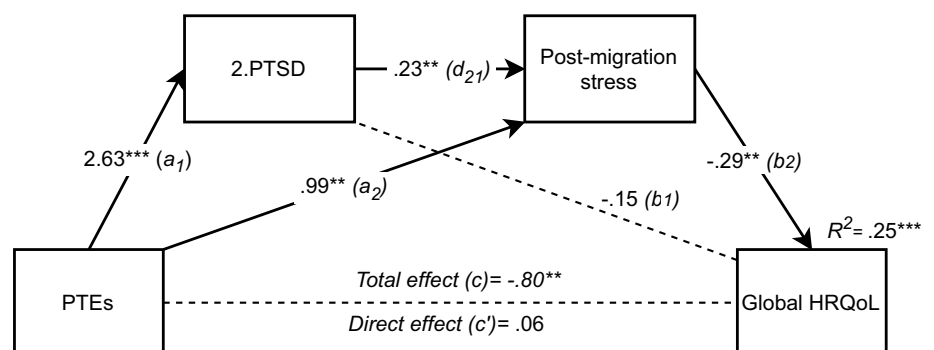 2.PTSD
.23** (d21)
Post-migration
stress
2.63*** (a1)
.99** (a2)
-.29** (b2)
-.15 (b1)
R2= .25***
PTEs
Total effect (c)= -.80**
Direct effect (c')= .06
Global HRQoL